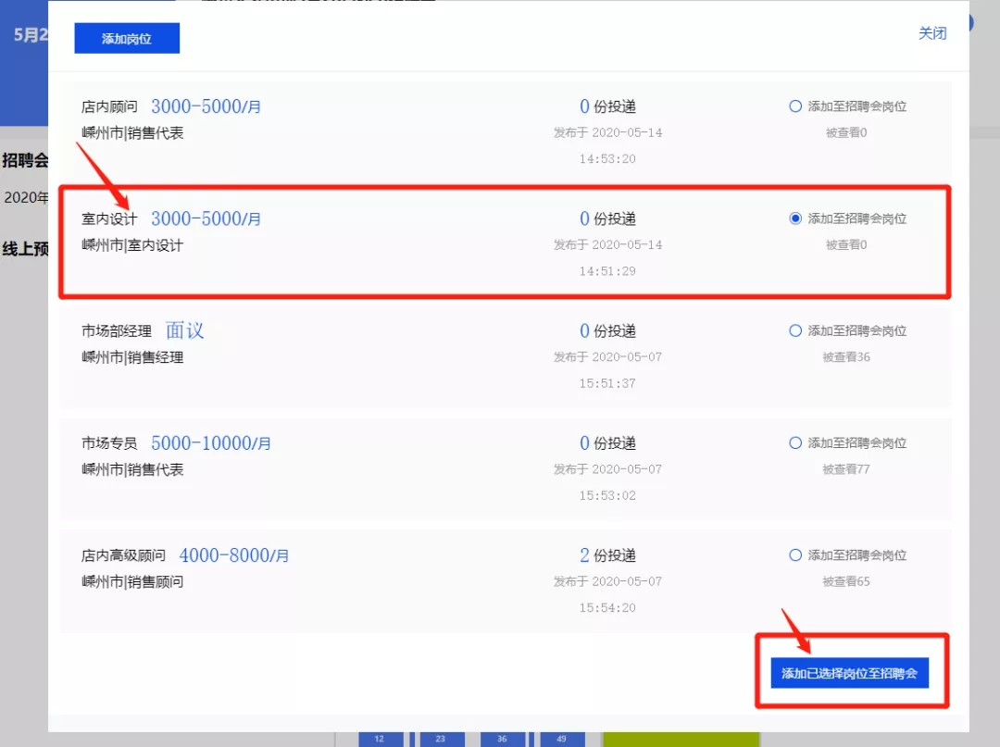 5月2
添加岗位
关闭
招聘会
2020年
线上预
店内顾问 3000-5000/月
嵊州市|销售代表
0 份投递
发布于 2020-05-14
14:53:20
添加至招聘会岗位
被查看0
室内设计 3000-5000/月
嵊州市|室内设计
0 份投递
发布于 2020-05-14
14:51:29
添加至招聘会岗位
被查看0
市场部经理 面议
嵊州市|销售经理
0 份投递
发布于 2020-05-07
15:51:37
添加至招聘会岗位
被查看36
市场专员 5000-10000/月
嵊州市|销售代表
0 份投递
发布于 2020-05-07
15:53:02
添加至招聘会岗位
被查看77
店内高级顾问 4000-8000/月
嵊州市|销售顾问
2 份投递
发布于 2020-05-07
15:54:20
添加至招聘会岗位
被查看65
添加已选择岗位至招聘会
12 23 36 49